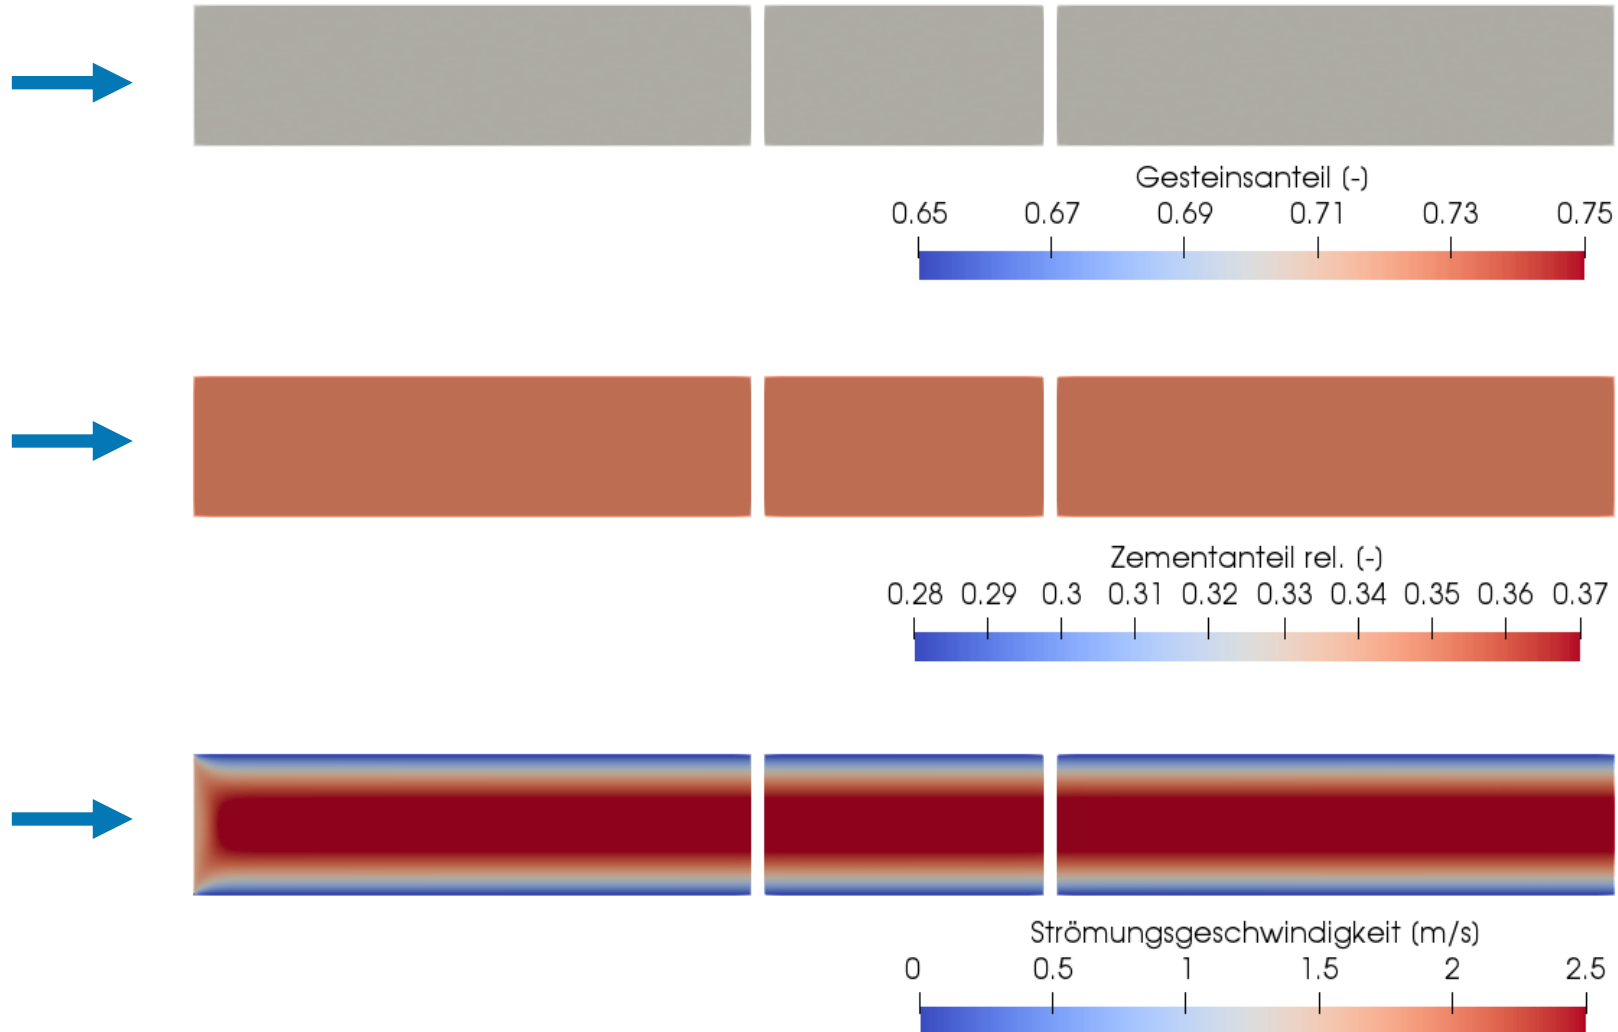 Gesteinsanteil (-)
0.65 0.67 0.69 0.71 0.73 0.75
Zementanteil rel. (-)
0.28 0.29 0.3 0.31 0.32 0.33 0.34 0.35 0.36 0.37
Strömungsgeschwindigkeit (m/s)
0 0.5 1 1.5 2 2.5